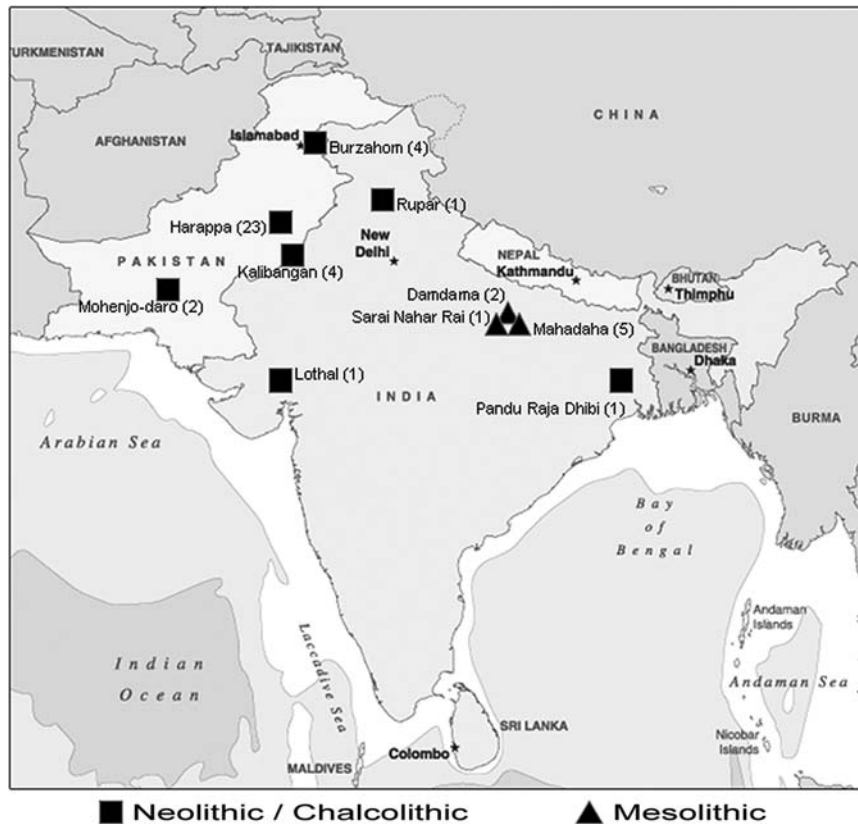 TURKMENISTAN
TAJIKISTAN
AFGHANISTAN
CHINA
Islamabad
Burzahom (4)
Rupar (1)
Harappa (23)
New
Delhi
PAKISTAN
Kalibangan (4)
NEPAL
Kathmandu
BHUTAN
Thimphu
Mohenjo-daro (2)
Damdama (2)
Sarai Nahar Rai (1)
Mahadaha (5)
BANGLADESH
Dhaka
Lothal (1)
INDIA
Pandu Raja Dhibi (1)
BURMA
Arabian Sea
Bay
of
Bengal
Andaman
Islands
Indian
Ocean
Laccadive Sea
Andaman Sea
SRI LANKA
Nicobar
Islands
Colombo
MALDIVES
Neolithic / Chalcolithic
Mesolithic